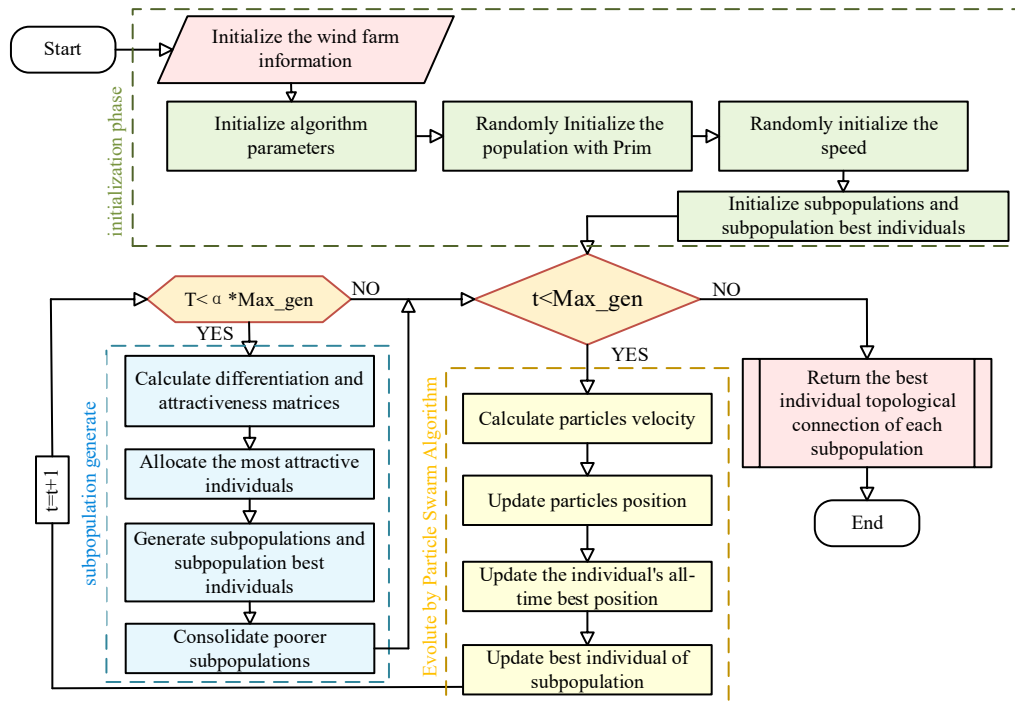 Start
Initialize the wind farm
information
initialization phase
Initialize algorithm
parameters
Randomly Initialize the
population with Prim
Randomly initialize the
speed
Initialize subpopulations and
subpopulation best individuals
T< α *Max_gen
NO
YES
t<Max_gen
NO
YES
subpopulation generate
Calculate differentiation and
attractiveness matrices
Allocate the most attractive
individuals
Generate subpopulations and
subpopulation best
individuals
Consolidate poorer
subpopulations
t=t+1
Evolute by Particle Swarm Algorithm
Calculate particles velocity
Update particles position
Update the individual's all-
time best position
Update best individual of
subpopulation
Return the best
individual topological
connection of each
subpopulation
End